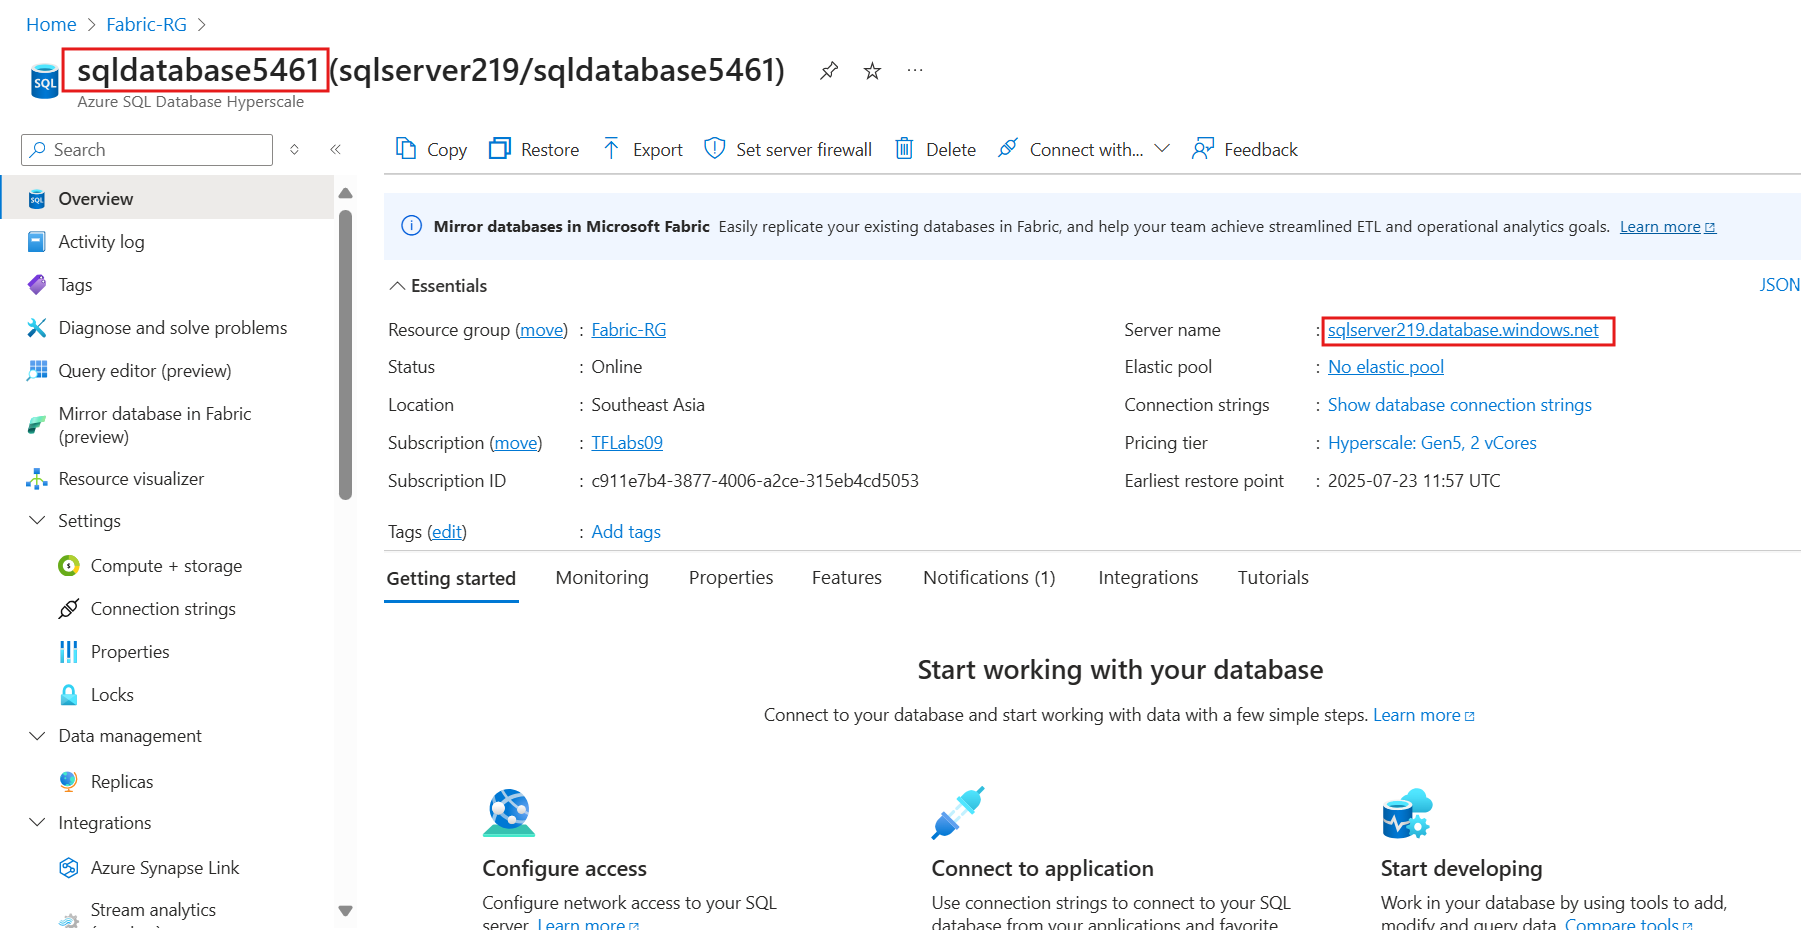 Home > Fabric-RG >
sqldatabase5461 (sqlserver219/sqldatabase5461)
SQL
Azure SQL Database Hyperscale
Search
Copy Restore Export Set server firewall Delete Connect with... Feedback
Overview
Activity log
Tags
Diagnose and solve problems
Query editor (preview)
Mirror database in Fabric
(preview)
Resource visualizer
Settings
Compute + storage
Connection strings
Properties
Locks
Data management
Replicas
Integrations
Azure Synapse Link
Stream analytics
Mirror databases in Microsoft Fabric Easily replicate your existing databases in Fabric, and help your team achieve streamlined ETL and operational analytics goals. Learn more
Essentials
JSON
Resource group (move) : Fabric-RG
Status : Online
Location : Southeast Asia
Subscription (move) : TFLabs09
Subscription ID : c911e7b4-3877-4006-a2ce-315eb4cd5053
Tags (edit) : Add tags
Server name : sqlserver219.database.windows.net
Elastic pool : No elastic pool
Connection strings : Show database connection strings
Pricing tier : Hyperscale: Gen5, 2 vCores
Earliest restore point : 2025-07-23 11:57 UTC
Getting started Monitoring Properties Features Notifications (1) Integrations Tutorials
Start working with your database
Connect to your database and start working with data with a few simple steps. Learn more
Configure access
Configure network access to your SQL
server. Learn more
Connect to application
Use connection strings to connect to your SQL
database from your applications and favorite
Start developing
Work in your database by using tools to add,
modify and query data. Compare tools